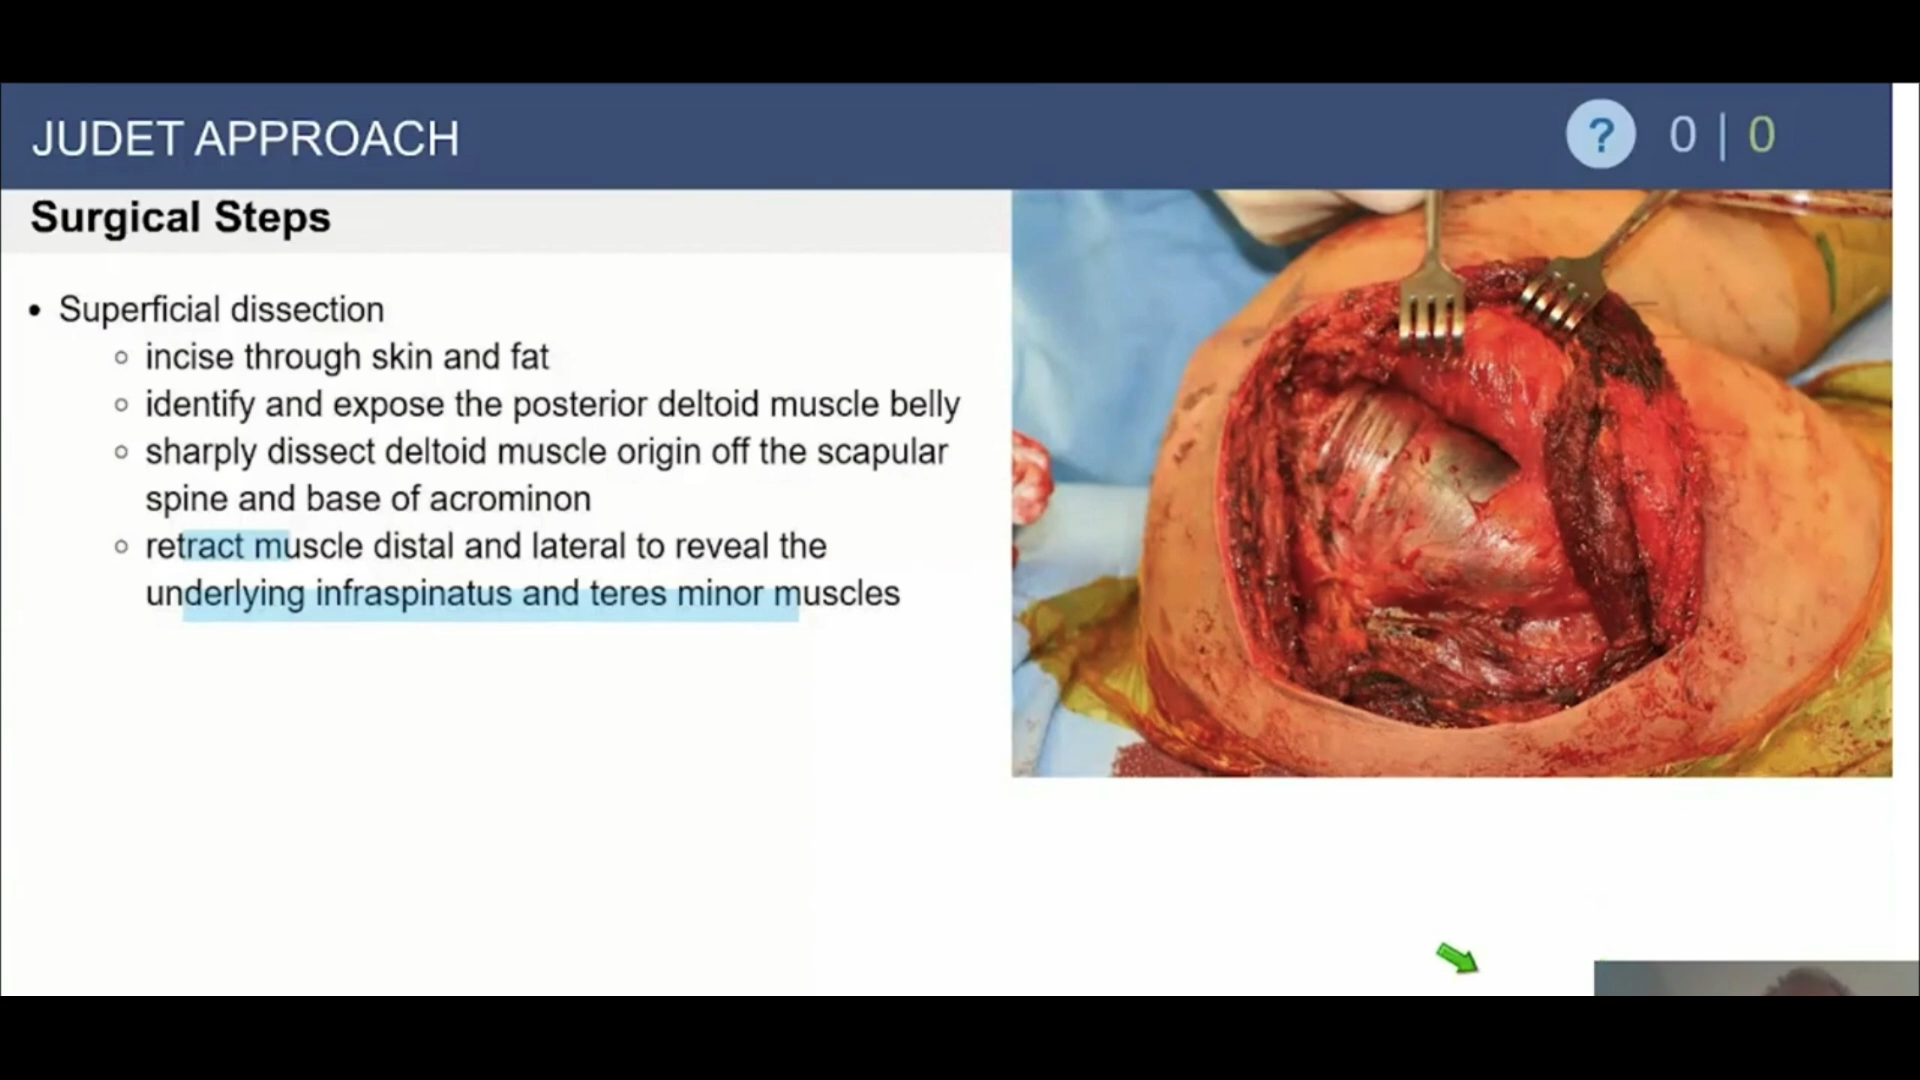 JUDET APPROACH
? 0 | 0
Surgical Steps
• Superficial dissection
○ incise through skin and fat
○ identify and expose the posterior deltoid muscle belly
○ sharply dissect deltoid muscle origin off the scapular
spine and base of acrominon
○ retract muscle distal and lateral to reveal the
underlying infraspinatus and teres minor muscles